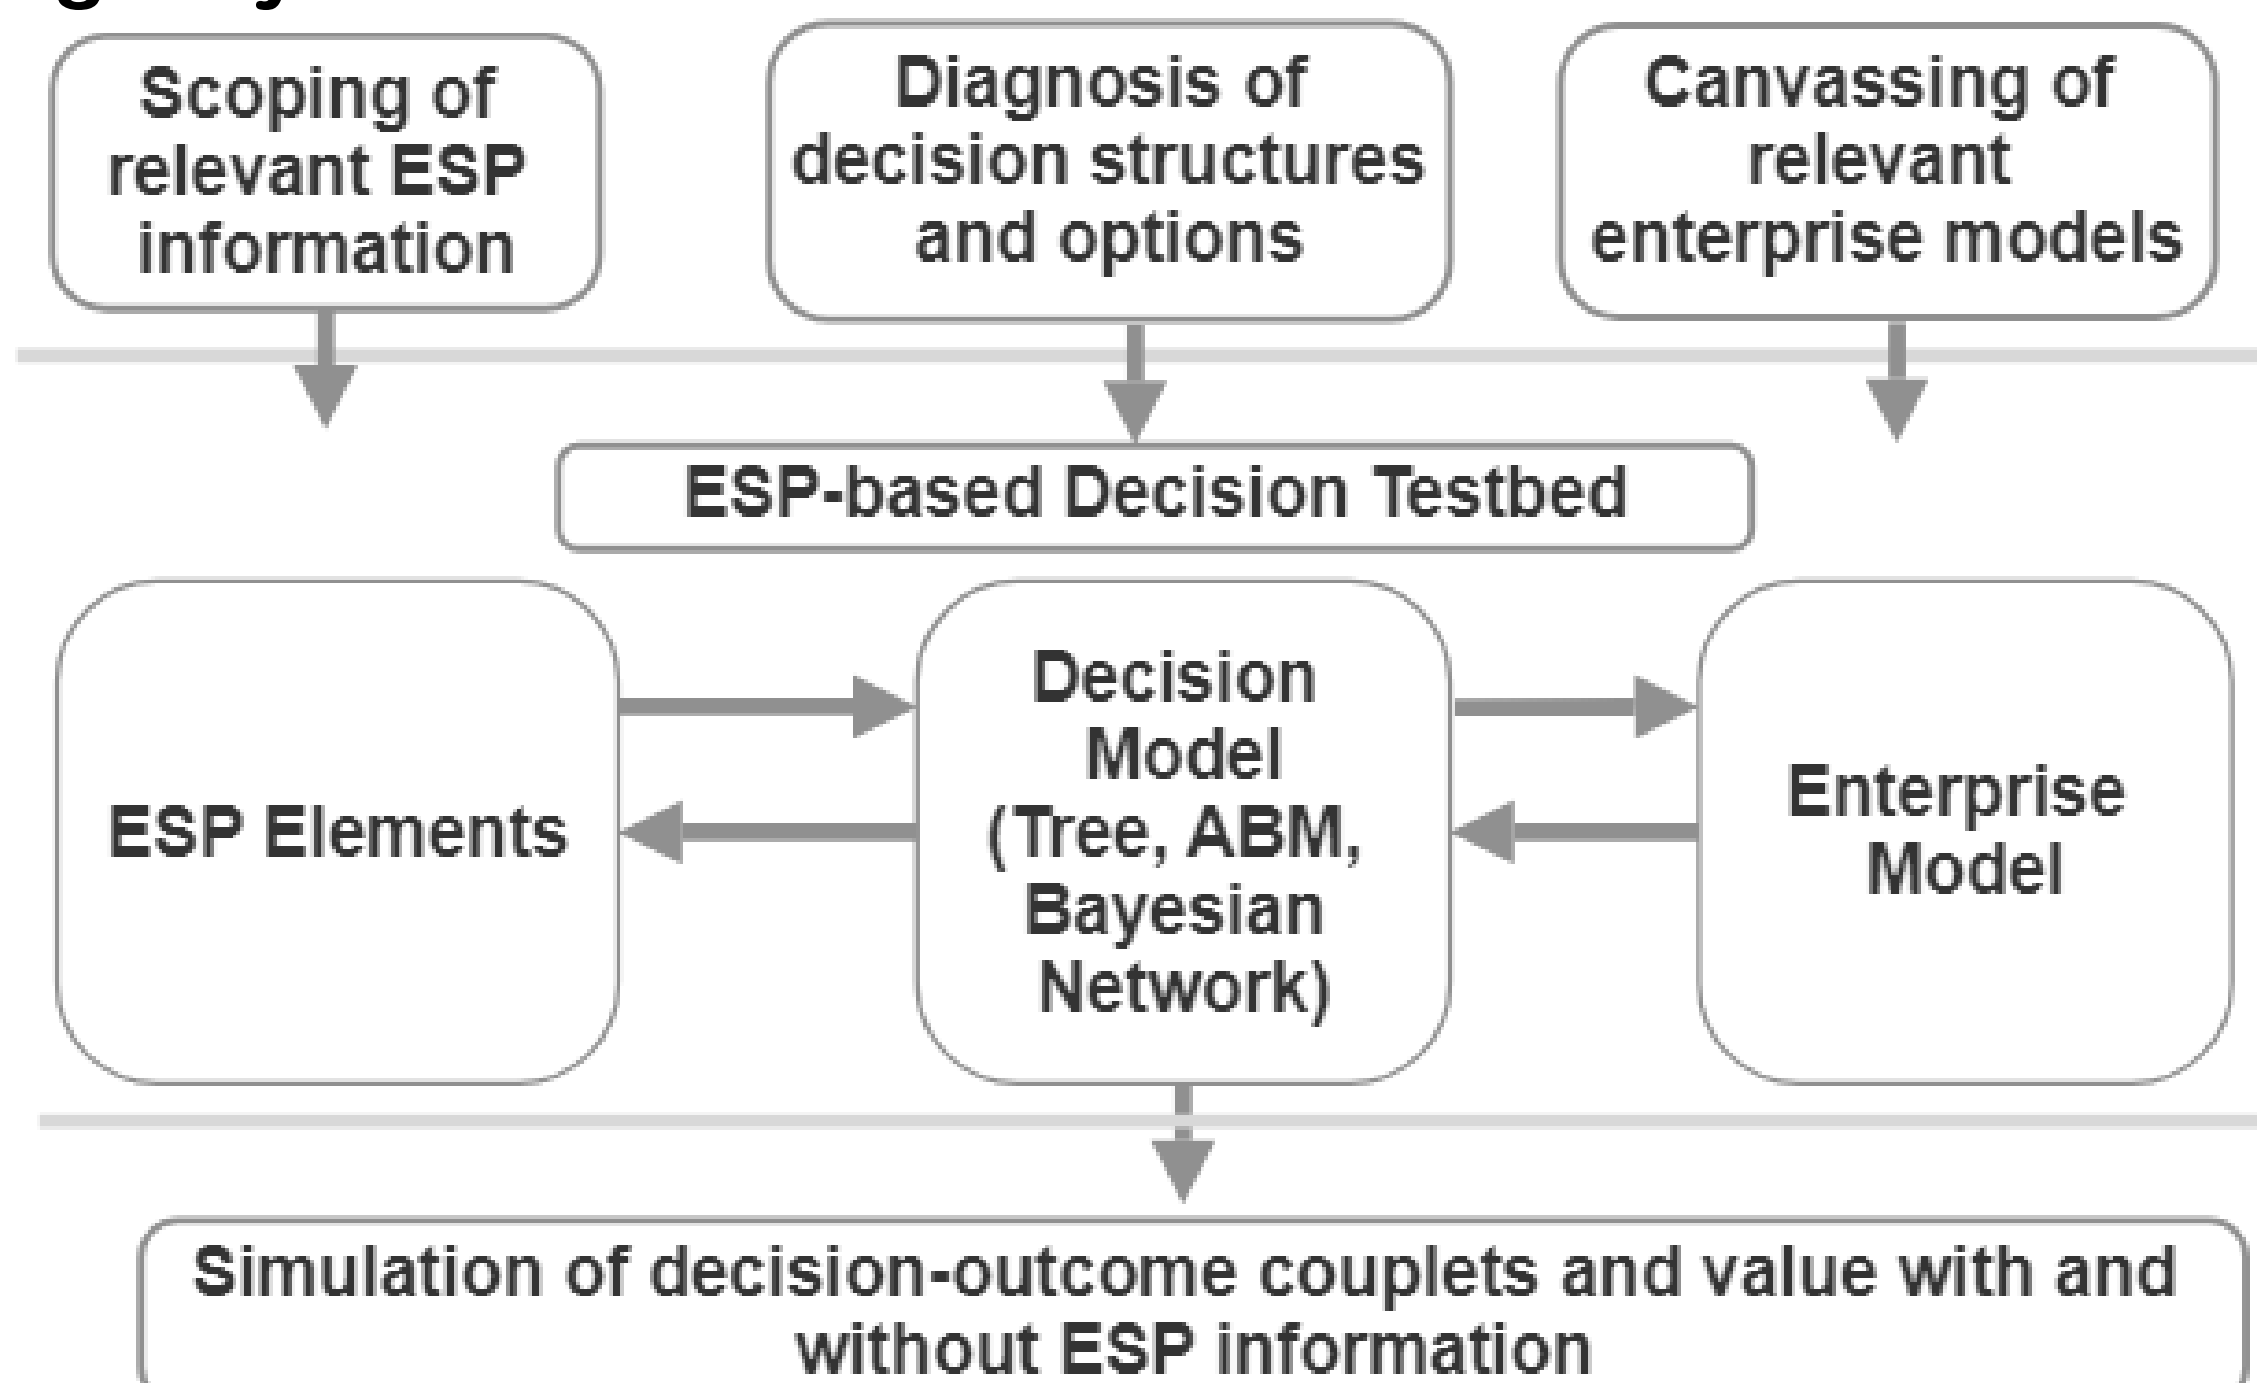 Scoping of
relevant ESP
information
Diagnosis of
decision structures
and options
Canvassing of
relevant
enterprise models
ESP-based Decision Testbed
ESP Elements
Decision
Model
(Tree, ABM,
Bayesian
Network)
Enterprise
Model
Simulation of decision-outcome couplets and value with and
without ESP information